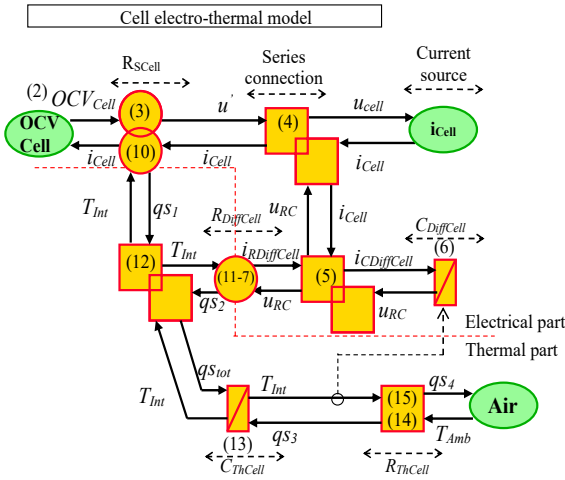 Cell electro-thermal model
R_SCell
Series connection
Current source
(2)
OCV_Cell
(3)
u'
(4)
u_cell
OCV Cell
i_Cell
i_Cell
(10)
i_Cell
i_Cell
T_Int
qs_1
R_DiffCell
u_RC
i_Cell
C_DiffCell
(6)
(12)
T_Int
(11-7)
i_RDiffCell
(5)
i_CDiffCell
qs_2
u_RC
u_RC
Electrical part
Thermal part
T_Int
qs_tot
T_Int
(15)
(14)
qs_4
Air
(13)
qs_3
T_Amb
C_ThCell
R_ThCell